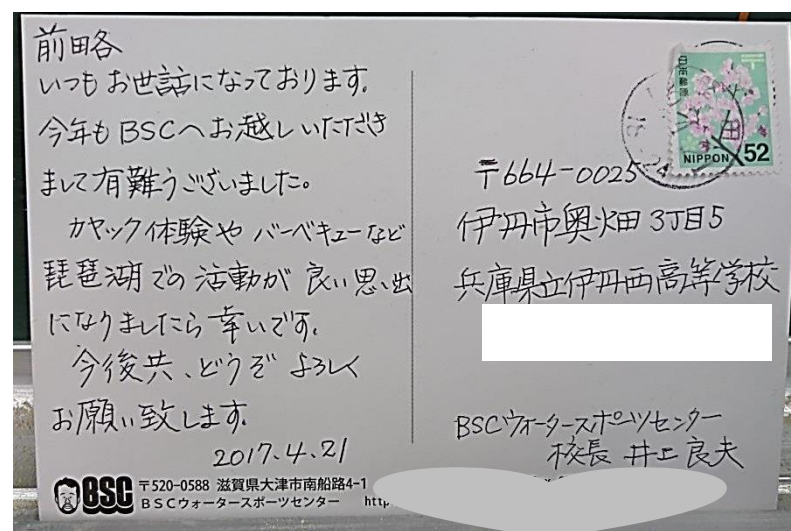 前田各
いつもお世話になっております。
今年もBSCへお越しいただき
まして有難うございました。
カヤック体験やバーベキューなど
琵琶湖での活動が良い思い出
になりましたら幸いです。
今後共、どうぞよろしく
お願い致します。
2017.4.21
BSC
〒520-0588 滋賀県大津市南船路4-1
BSCウォータースポーツセンター http:
日本郵便
NIPPON 52
〒664-0025
伊丹市奥畑3丁目5
兵庫県立伊丹西高等学校
BSCウォータースポーツセンター
校長 井上良夫